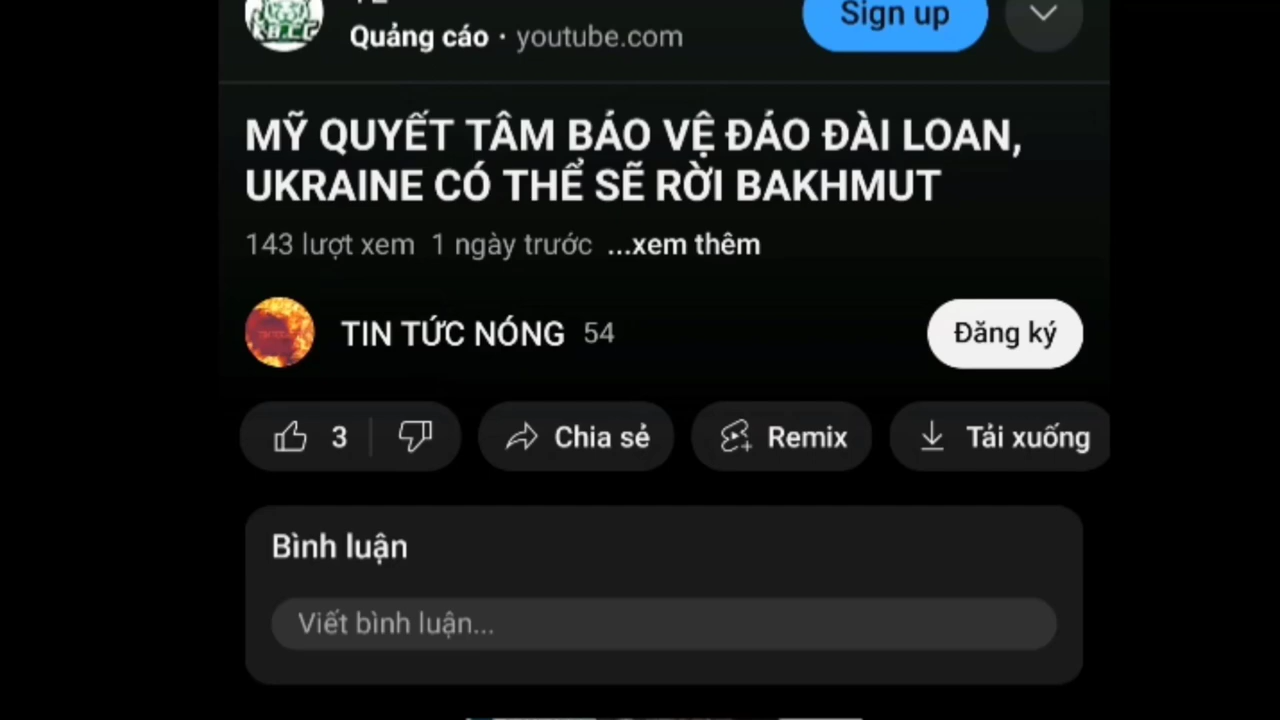 Sign up
Quảng cáo · youtube.com
MỸ QUYẾT TÂM BẢO VỆ ĐẢO ĐÀI LOAN,
UKRAINE CÓ THỂ SẼ RỜI BAKHMUT
143 lượt xem 1 ngày trước ...xem thêm
TIN TỨC NÓNG 54
Đăng ký
3 Chia sẻ Remix Tải xuống
Bình luận
Viết bình luận...